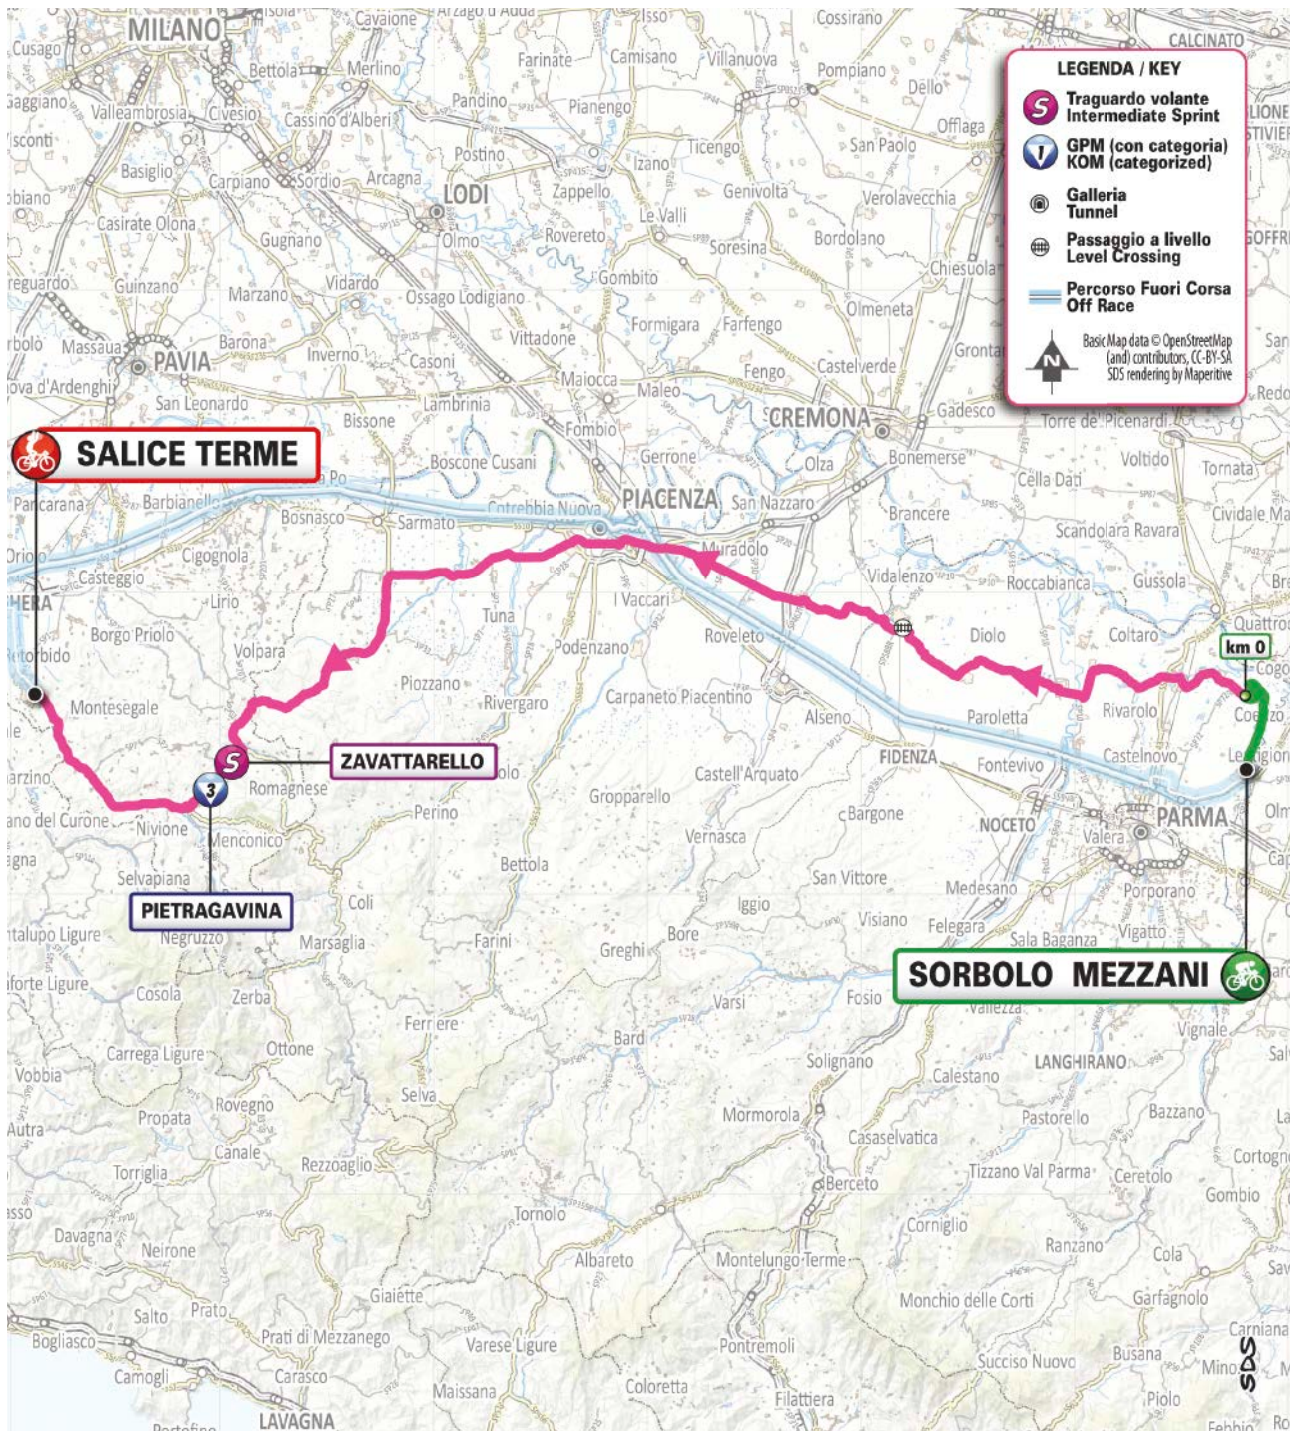 MILANO
Cusago
Bettola
Cavaione
Merlino
Arzago d'Adda
Farinate
Isso
Camisano
Villanuova
Cossirano
Pompiano
Dello
CALCINATO
LEGENDA / KEY
S
Traguardo volante
Intermediate Sprint
1
GPM (con categoria)
KOM (categorized)
Galleria
Tunnel
Passaggio a livello
Level Crossing
Percorso Fuori Corsa
Off Race
N
Basic Map data © OpenStreetMap
(and) contributors, CC-BY-SA
SDS rendering by Maperitive
Valleambrosia
Civesio
Cassino d'Alberi
Pandino
Pianengo
Offlaga
Ticengo
San Paolo
Basiglio
Carpiano
Sordio
Arcagna
Postino
Zappello
Izano
Genivolta
Verolavecchia
LODI
Casirate Olona
Gugnano
Olmo
Rovereto
Le Valli
Soresina
Bordolano
Chiesuola
Guinzano
Marzano
Vidardo
Ossago Lodigiano
Gombito
Olmeneta
Formigara
Farfengo
Massaua
Barona
Inverno
Casoni
Vittadone
PAVIA
San Leonardo
Lambrinia
Maiocca
Maleo
Fengo
Castelverde
Bissone
Fombio
CREMONA
Gadesco
Torre de' Picenardi
SALICE TERME
Boscone Cusani
Gerrone
Olza
Bonemerse
Voltido
Tornata
Cella Dati
Pancarana
Barbianello
Bosnasco
Sarmato
Cotrebbia Nuova
PIACENZA
San Nazzaro
Brancere
Scandolara Ravara
Cividale Ma
Cigognola
Casteggio
Muradolo
Vidalenzo
Roccabianca
Gussola
Lirio
I Vaccari
Borgo Priolo
Volpara
Tuna
Podenzano
Roveleto
Diolo
Coltaro
km 0
Piozzano
Rivergaro
Carpaneto Piacentino
Alseno
Paroletta
Rivarolo
Coenzo
Montesegale
FIDENZA
Fontevivo
Castelnovo
S
ZAVATTARELLO
3
Romagnese
Castell'Arquato
Gropparello
Perino
Bargone
NOCETO
PARMA
Valera
Nivione
Menconico
Vernasca
Bettola
Selvapiana
PIETRAGAVINA
San Vittore
Medesano
Porporano
Coli
Iggio
Visiano
Felegara
Vigatto
Negruzzo
Marsaglia
Farini
Greghi
Bore
Sala Baganza
SORBOLO MEZZANI
Cosola
Zerba
Varsi
Fosio
Vallezza
Vignale
Ferriere
Bard
Carrega Ligure
Ottone
Solignano
LANGHIRANO
Vobbia
Calestano
Selva
Propata
Rovegno
Mormorola
Pastorello
Bazzano
Canale
Rezzoaglio
Casaselvatica
Torriglia
Tizzano Val Parma
Ceretolo
Berceto
Gombio
Tornolo
Corniglio
Davagna
Neirone
Albareto
Montelungo Terme
Ranzano
Cola
Giaiette
Monchio delle Corti
Garfagnolo
Salto
Prato
Prati di Mezzanego
Bogliasco
Varese Ligure
Pontremoli
Succiso Nuovo
Busana
Carniana
Camogli
Carasco
Maissana
Coloretta
Filattiera
Piolo
LAVAGNA
SDS